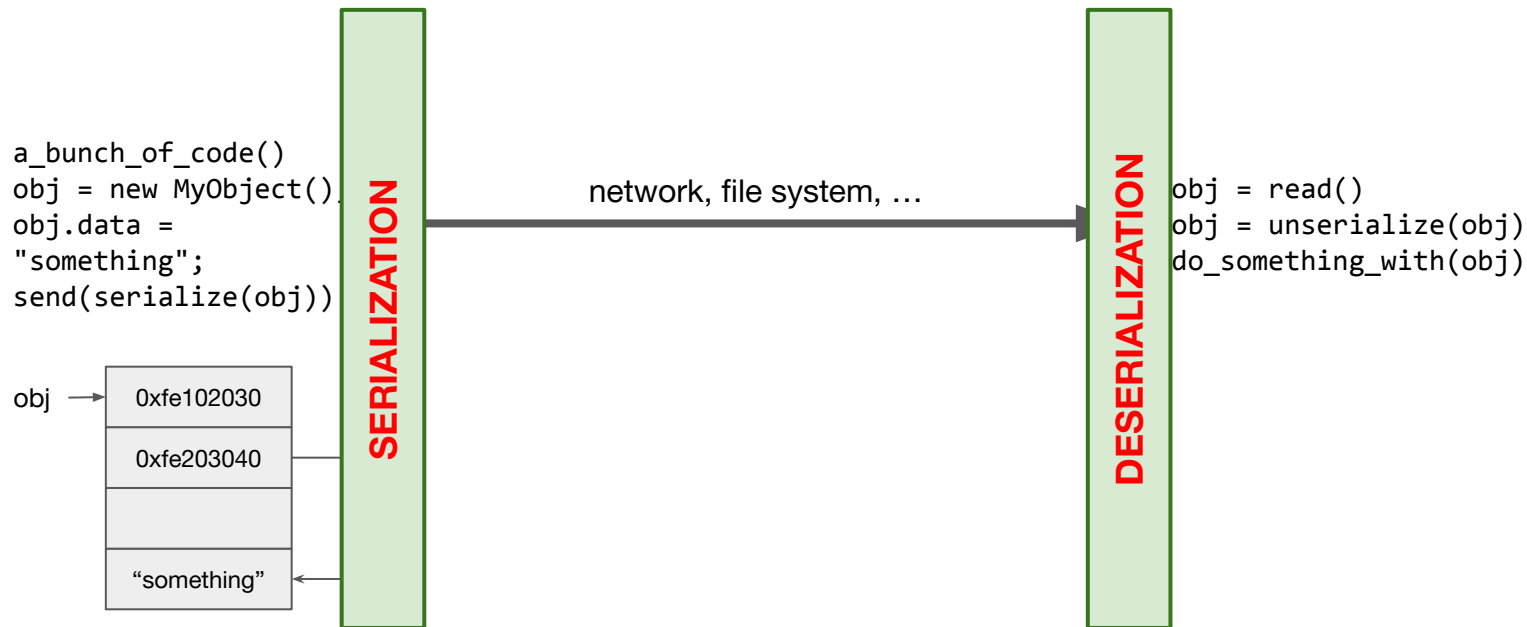 a_bunch_of_code()
obj = new MyObject()
obj.data =
"something";
send(serialize(obj))
obj
0xfe102030
0xfe203040
“something”
SERIALIZATION
network, file system, …
DESERIALIZATION
obj = read()
obj = unserialize(obj)
do_something_with(obj)